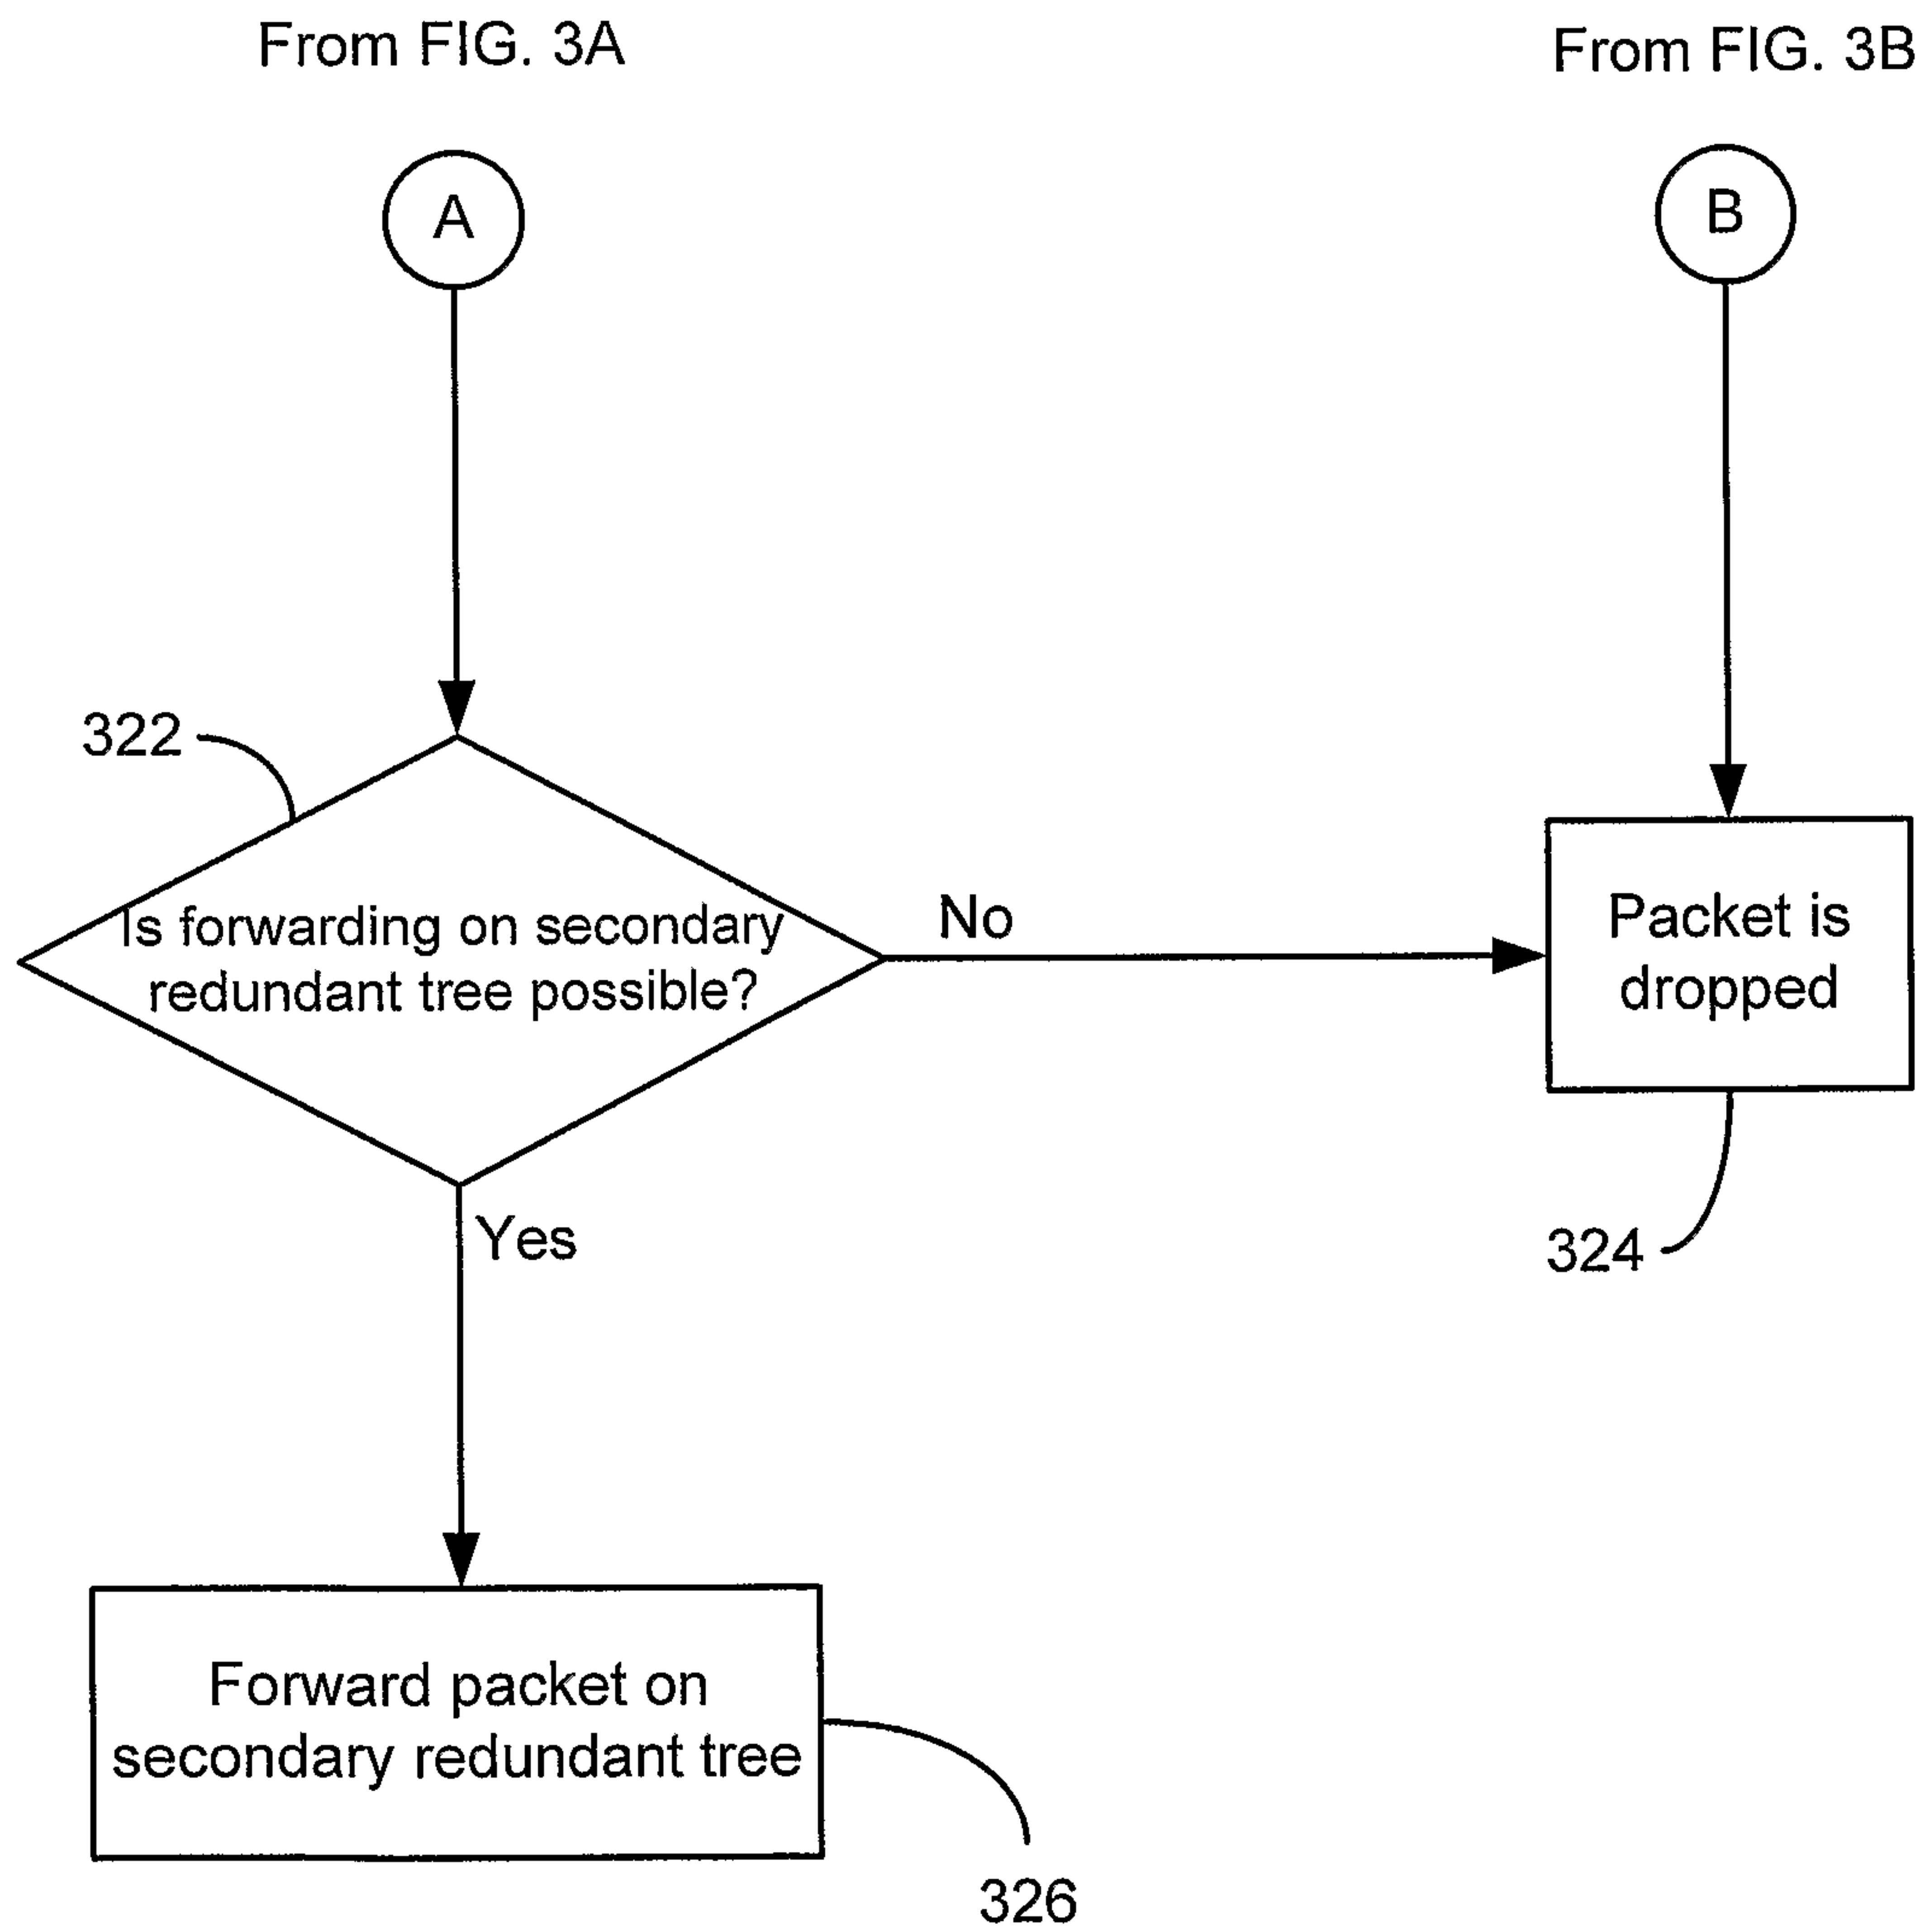 From FIG. 3A
From FIG. 3B
A
B
322
Is forwarding on secondary
redundant tree possible?
No
Packet is
dropped
Yes
324
Forward packet on
secondary redundant tree
326